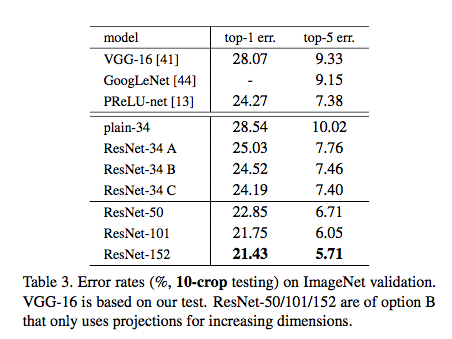 model top-1 err. top-5 err.
VGG-16 [41] 28.07 9.33
GoogLeNet [44] - 9.15
PReLU-net [13] 24.27 7.38
plain-34 28.54 10.02
ResNet-34 A 25.03 7.76
ResNet-34 B 24.52 7.46
ResNet-34 C 24.19 7.40
ResNet-50 22.85 6.71
ResNet-101 21.75 6.05
ResNet-152 21.43 5.71
Table 3. Error rates (%, 10-crop testing) on ImageNet validation.
VGG-16 is based on our test. ResNet-50/101/152 are of option B
that only uses projections for increasing dimensions.